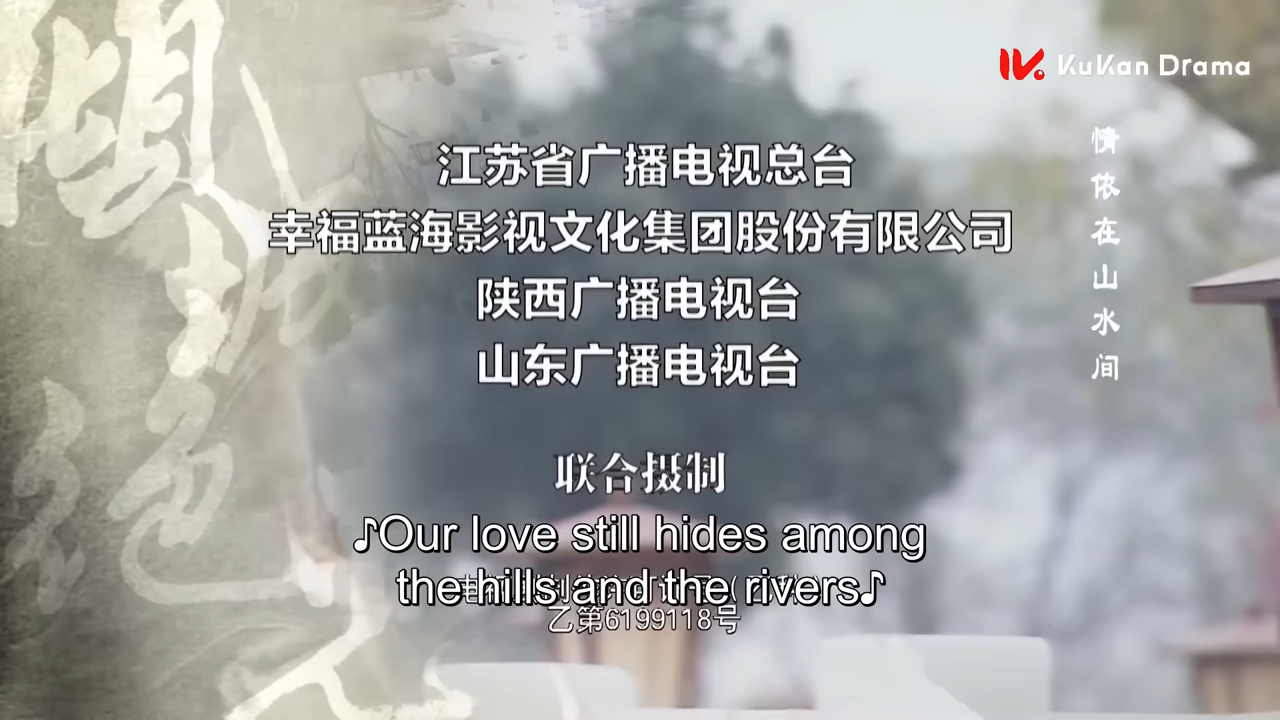 KuKan Drama
江苏省广播电视总台
幸福蓝海影视文化集团股份有限公司
陕西广播电视台
山东广播电视台
联合摄制
情依在山水间
♪Our love still hides among
the hills and the rivers♪
乙第6199118号